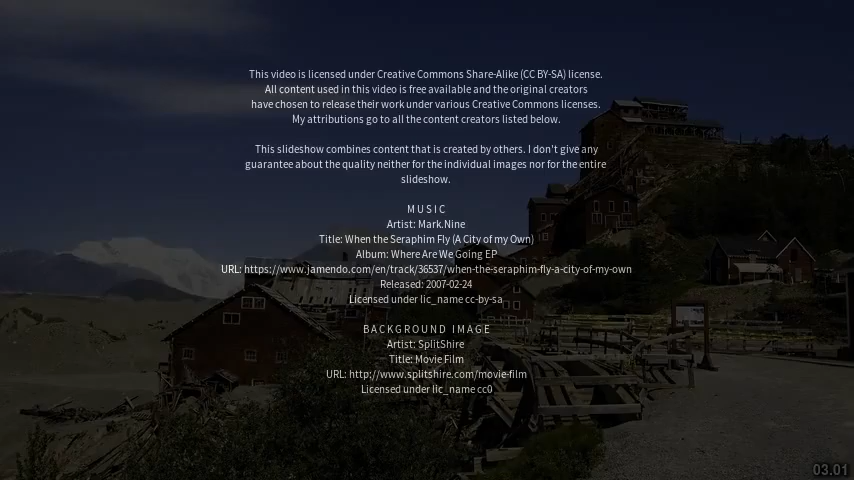 This video is licensed under Creative Commons Share-Alike (CC BY-SA) license.
All content used in this video is free available and the original creators
have chosen to release their work under various Creative Commons licenses.
My attributions go to all the content creators listed below.
This slideshow combines content that is created by others. I don't give any
guarantee about the quality neither for the individual images nor for the entire
slideshow.
MUSIC
Artist: Mark.Nine
Title: When the Seraphim Fly (A City of my Own)
Album: Where Are We Going EP
URL: https://www.jamendo.com/en/track/36537/when-the-seraphim-fly-a-city-of-my-own
Released: 2007-02-24
Licensed under lic_name cc-by-sa
BACKGROUND IMAGE
Artist: SplitShire
Title: Movie Film
URL: http://www.splitshire.com/movie-film
Licensed under lic_name cc0
03.01